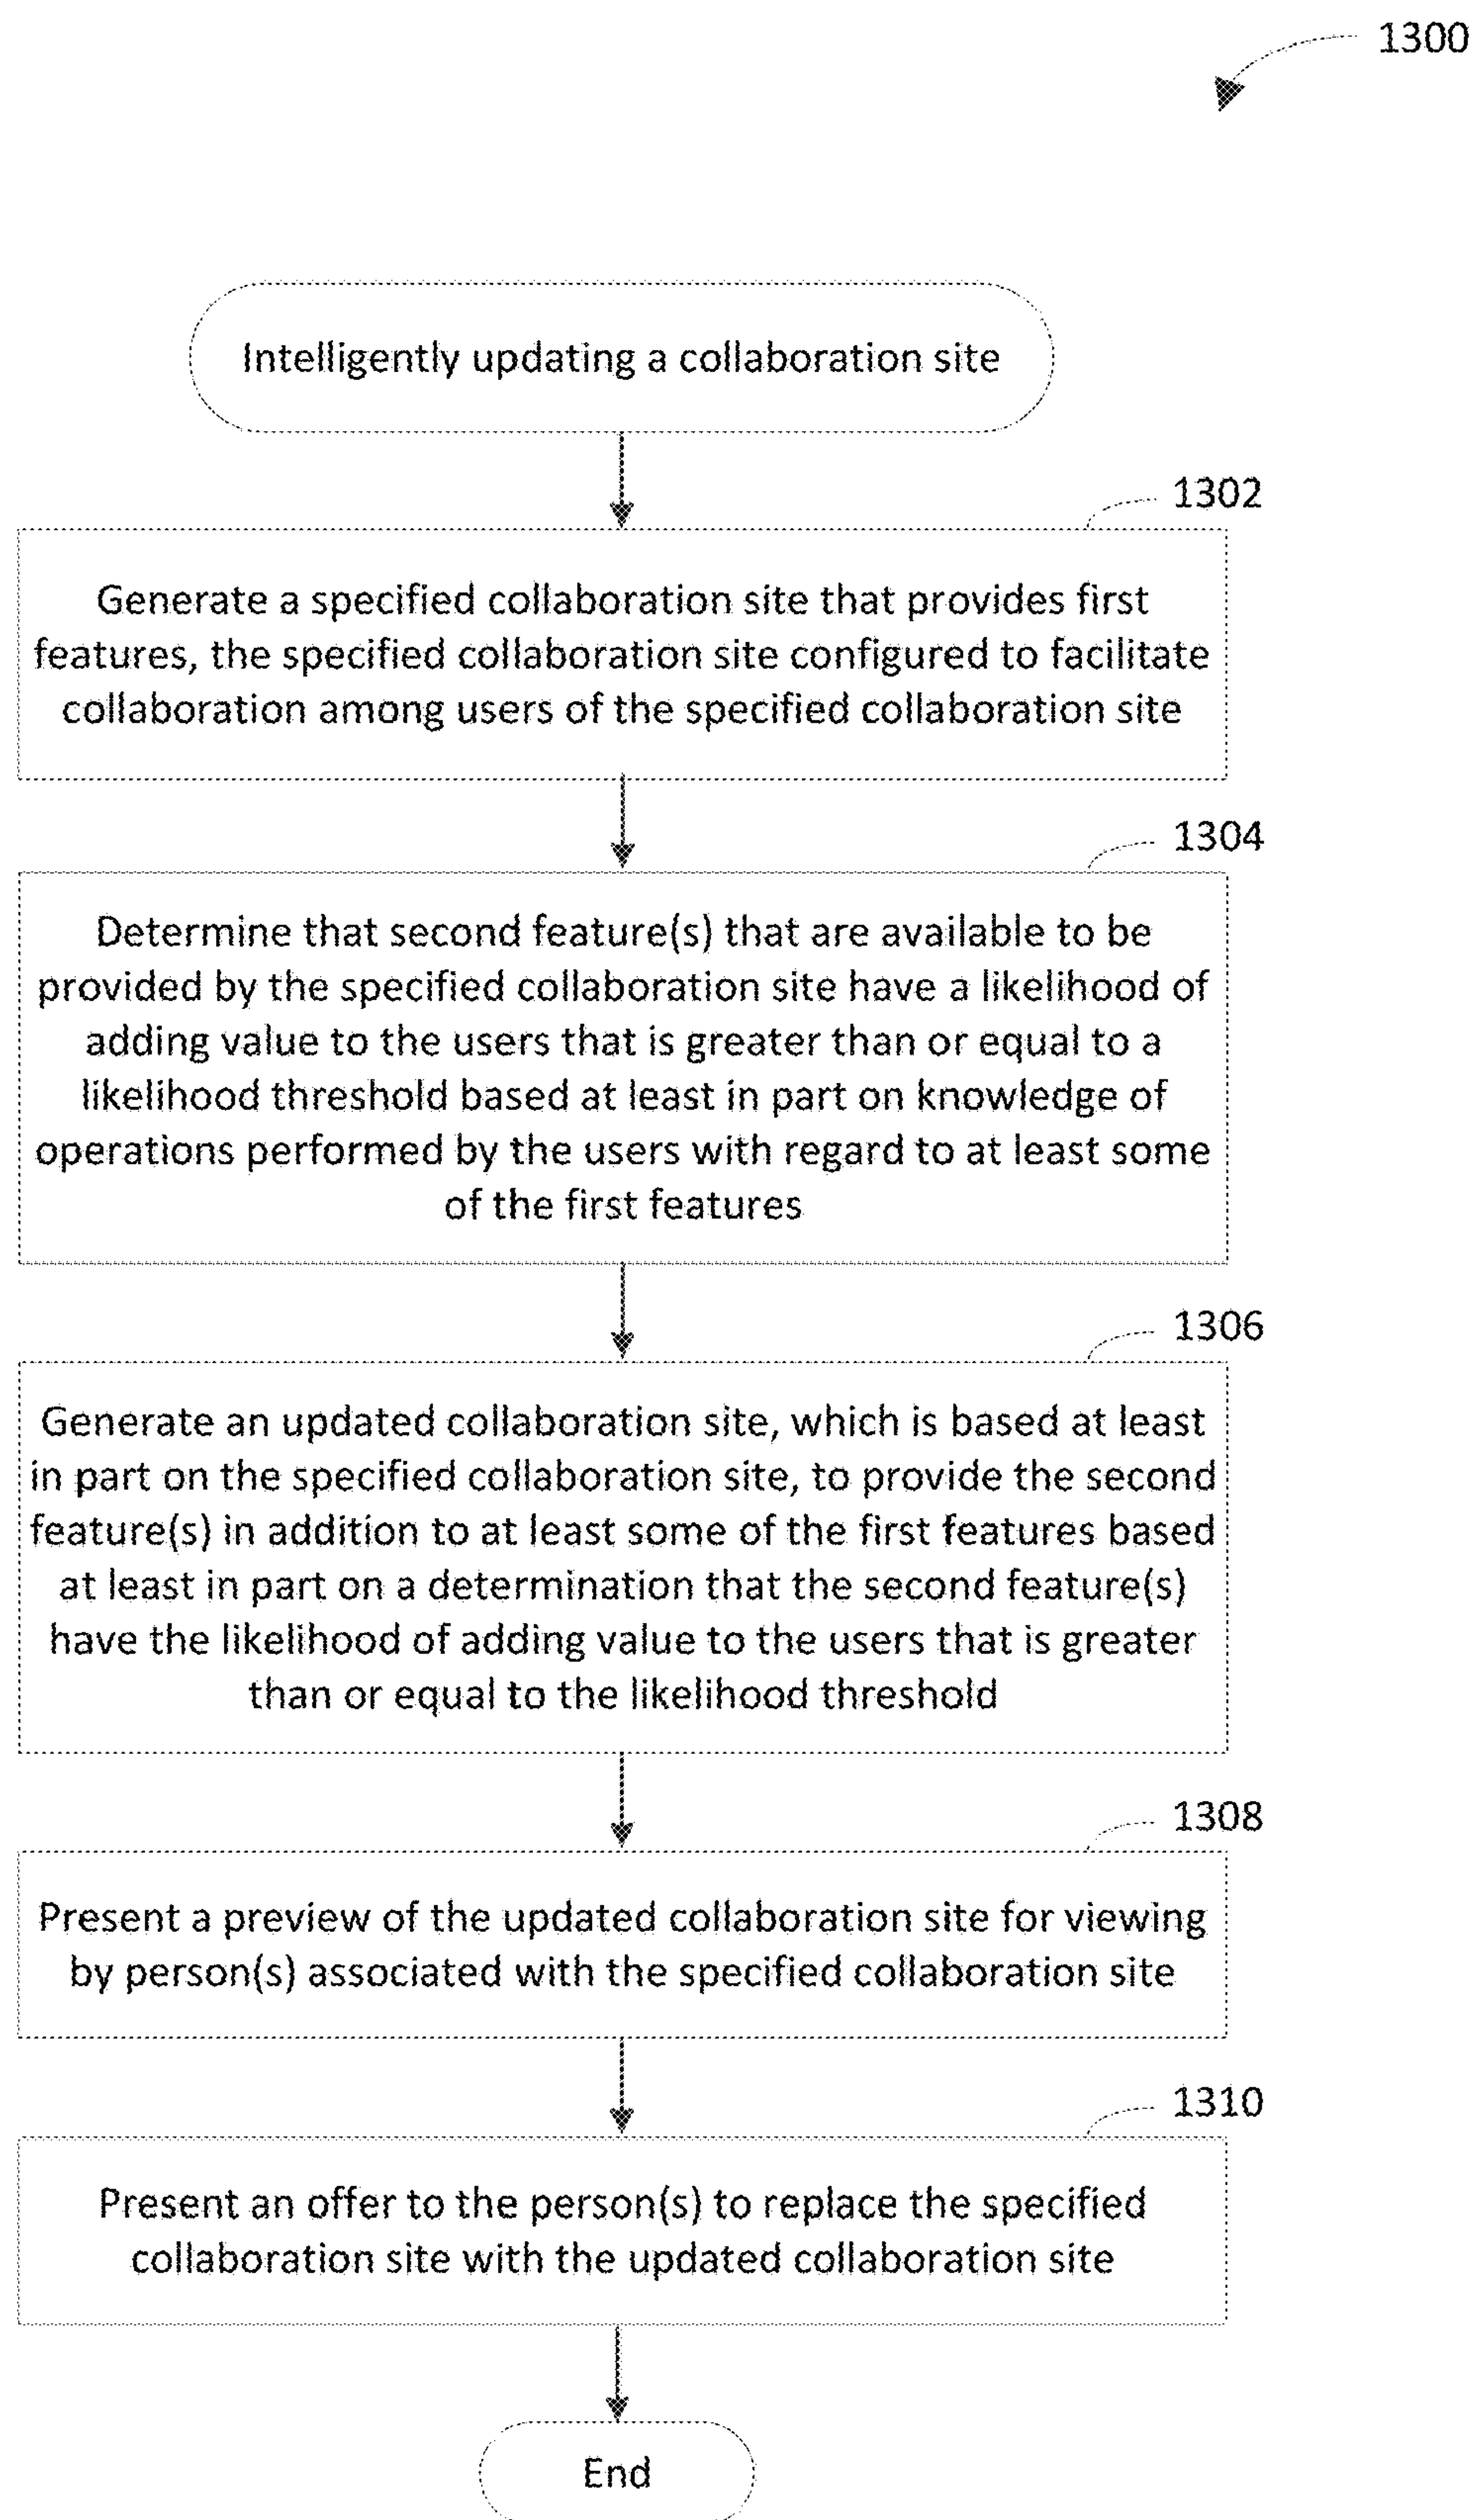 1300
Intelligently updating a collaboration site
1302
Generate a specified collaboration site that provides first
features, the specified collaboration site configured to facilitate
collaboration among users of the specified collaboration site
1304
Determine that second feature(s) that are available to be
provided by the specified collaboration site have a likelihood of
adding value to the users that is greater than or equal to a
likelihood threshold based at least in part on knowledge of
operations performed by the users with regard to at least some
of the first features
1306
Generate an updated collaboration site, which is based at least
in part on the specified collaboration site, to provide the second
feature(s) in addition to at least some of the first features based
at least in part on a determination that the second feature(s)
have the likelihood of adding value to the users that is greater
than or equal to the likelihood threshold
1308
Present a preview of the updated collaboration site for viewing
by person(s) associated with the specified collaboration site
1310
Present an offer to the person(s) to replace the specified
collaboration site with the updated collaboration site
End